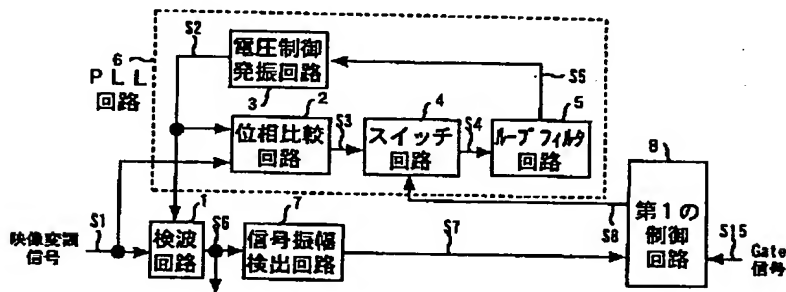 S2
電圧制御
発振回路
3
6
PLL
回路
S5
2
位相比較
回路
S3
4
スイッチ
回路
S4
5
ループフィルタ
回路
8
第1の
制御
回路
S8
S15
Gate
信号
映像変調
信号
S1
1
検波
回路
S6
7
信号振幅
検出回路
S7